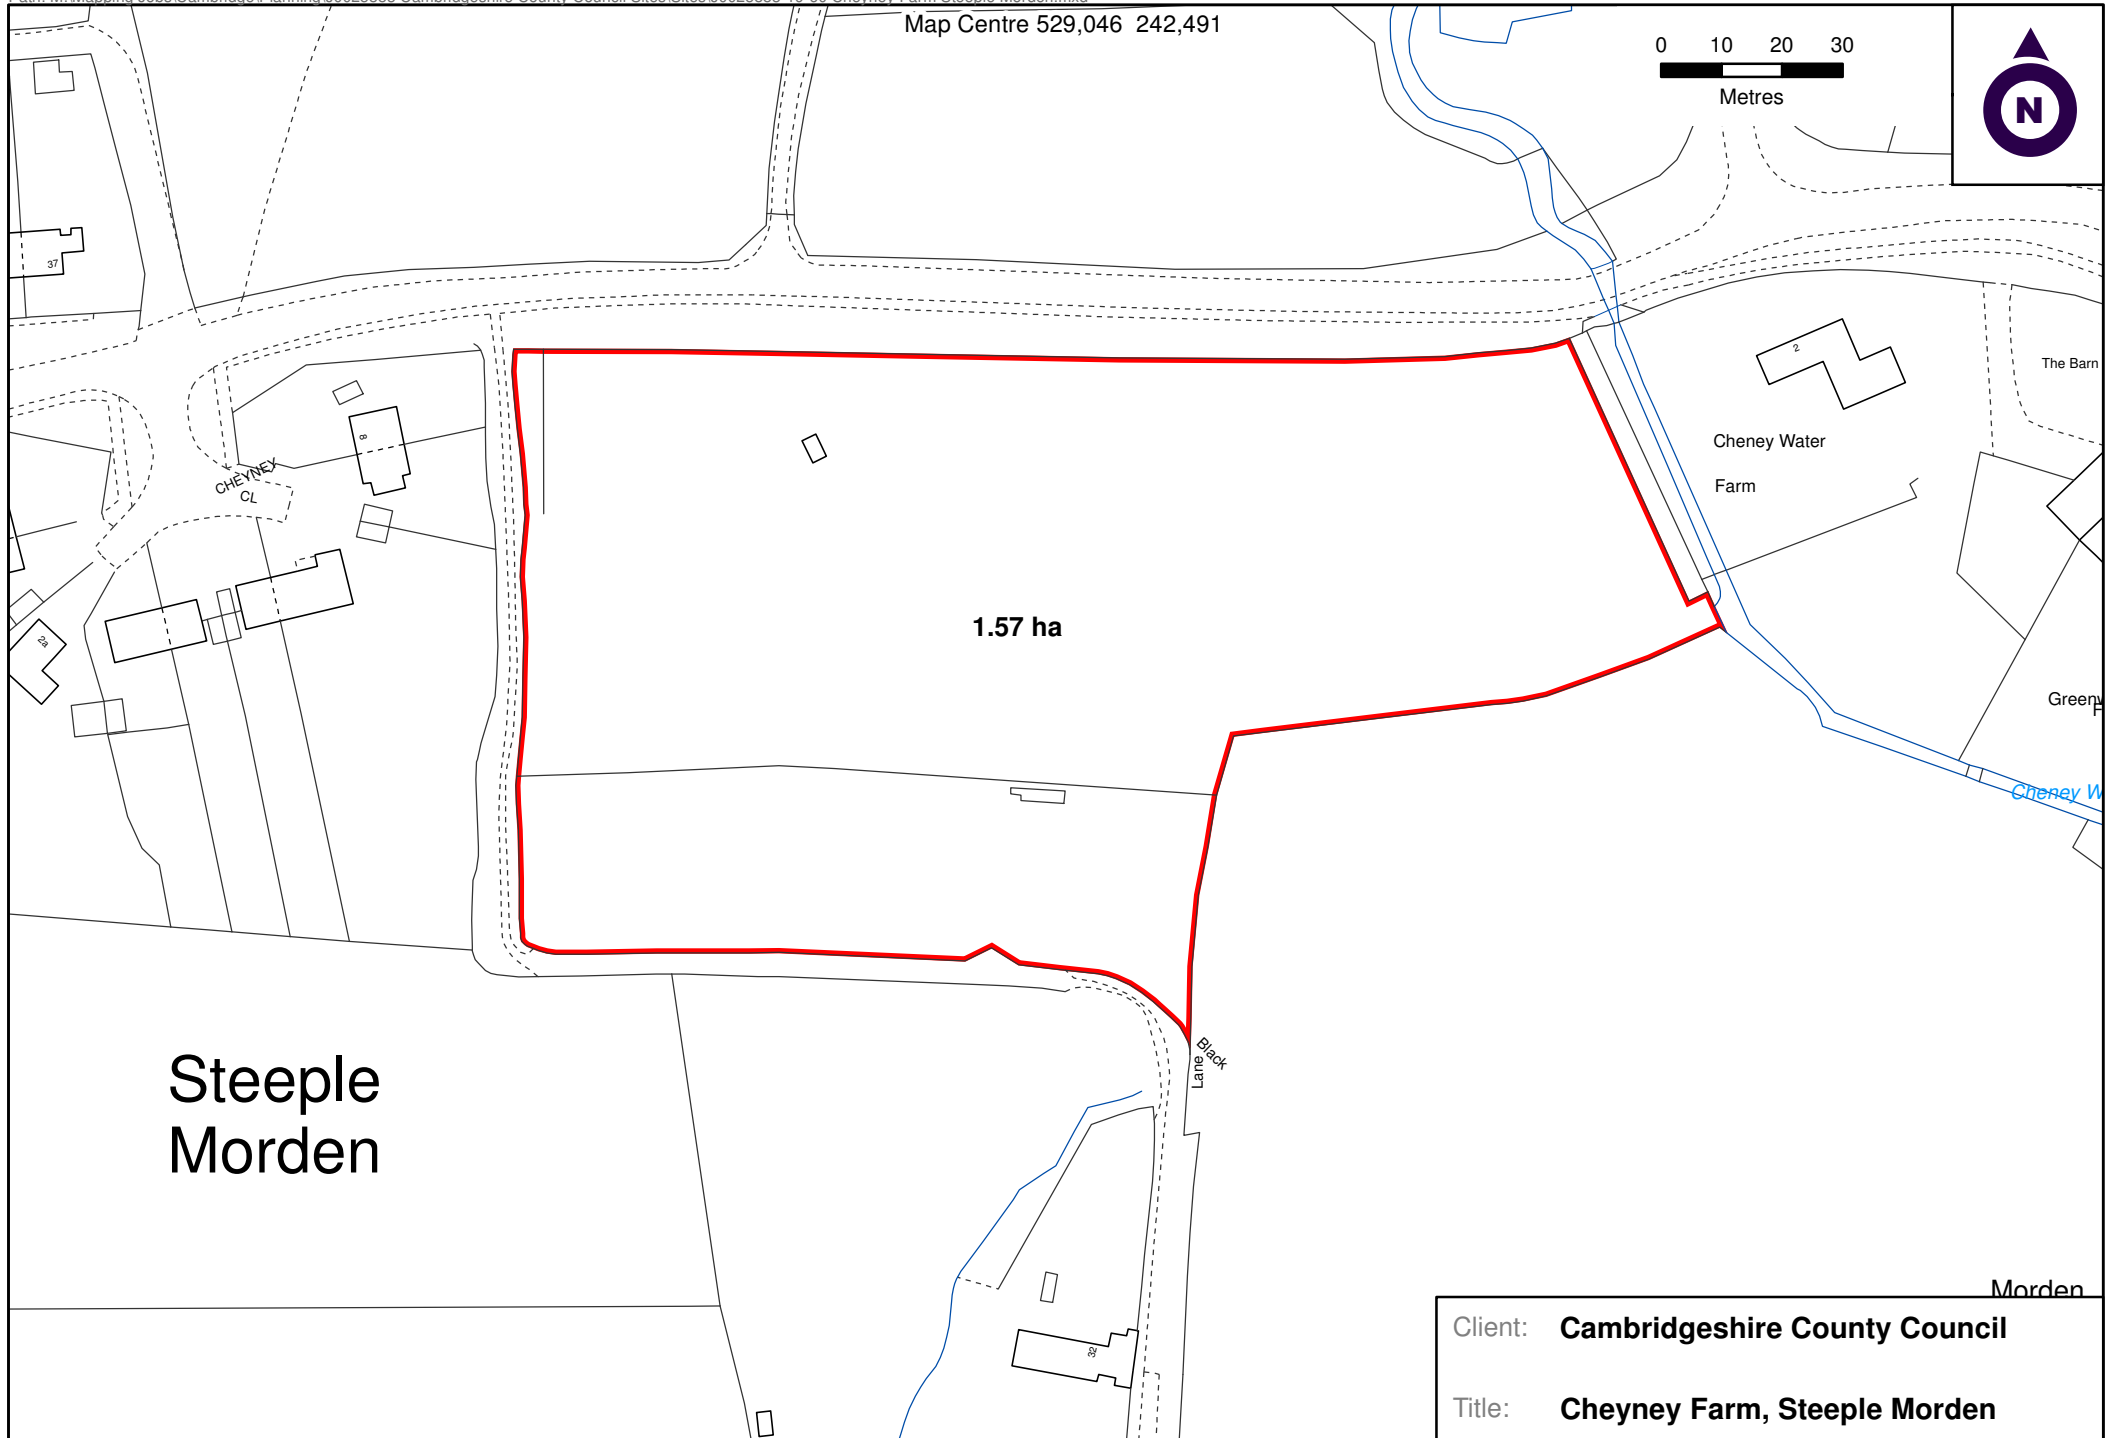 Map Centre 529,046 242,491
0 10 20 30
Metres
N
37
2
The Barn
8
CHEYNEY
CL
Cheney Water
Farm
1.57 ha
2a
Greenw
F
Cheney W
Black
Lane
Steeple
Morden
Morden
32
Client: Cambridgeshire County Council
Title: Cheyney Farm, Steeple Morden